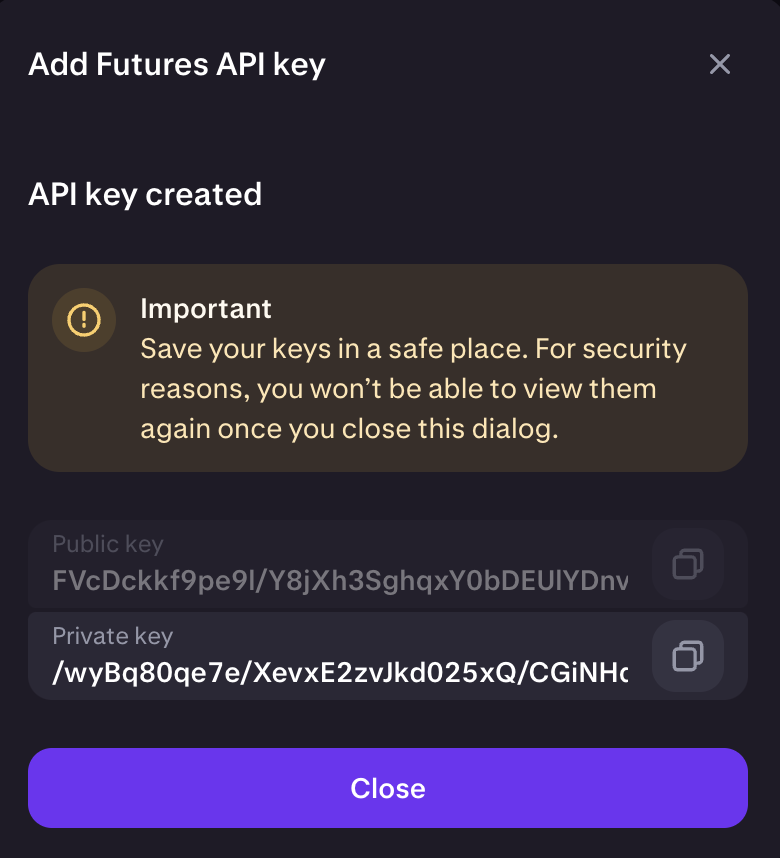 Add Futures API key
API key created
Important
Save your keys in a safe place. For security
reasons, you won’t be able to view them
again once you close this dialog.
Public key
FVcDckkf9pe9l/Y8jXh3SghqxY0bDEUlYDnv
Private key
/wyBq80qe7e/XevxE2zvJkd025xQ/CGiNHc
Close